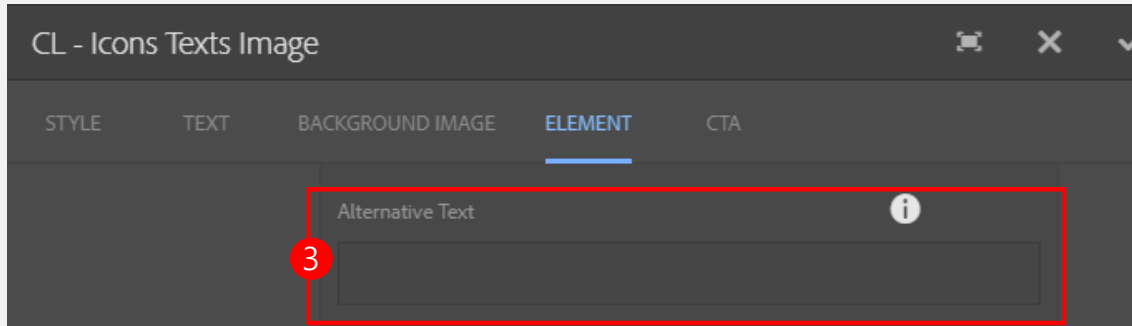 CL - Icons Texts Image
STYLE TEXT BACKGROUND IMAGE ELEMENT CTA
Alternative Text
3